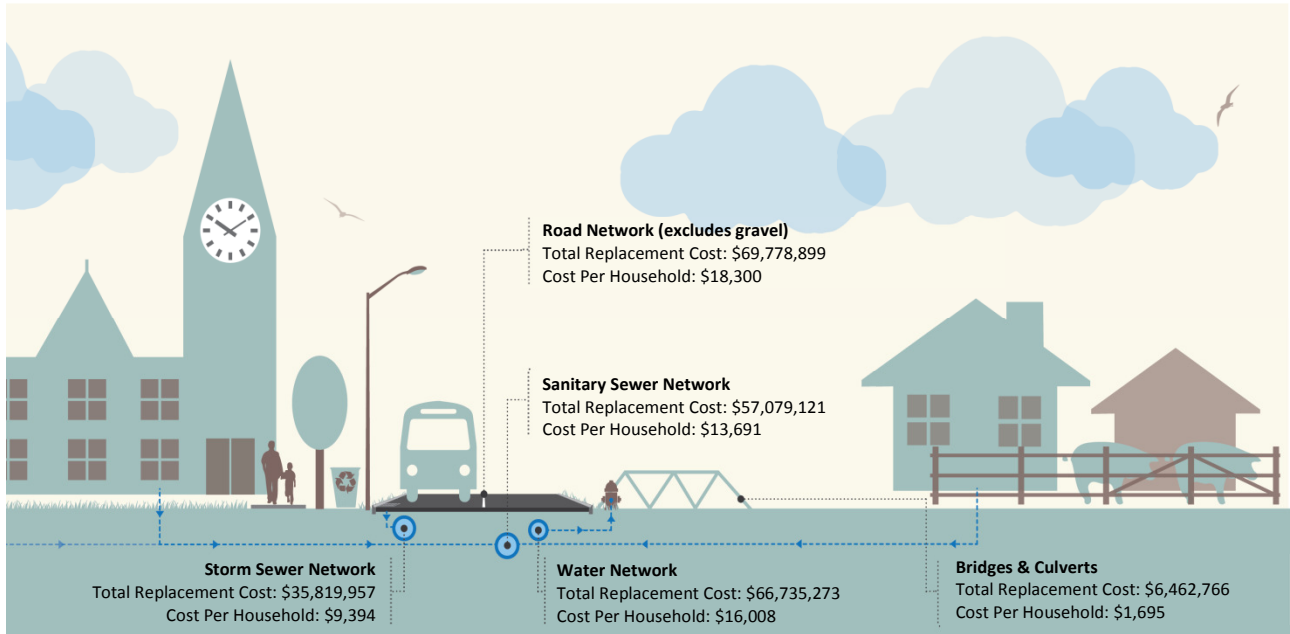 Road Network (excludes gravel)
Total Replacement Cost: $69,778,899
Cost Per Household: $18,300
Sanitary Sewer Network
Total Replacement Cost: $57,079,121
Cost Per Household: $13,691
Storm Sewer Network
Total Replacement Cost: $35,819,957
Cost Per Household: $9,394
Water Network
Total Replacement Cost: $66,735,273
Cost Per Household: $16,008
Bridges & Culverts
Total Replacement Cost: $6,462,766
Cost Per Household: $1,695